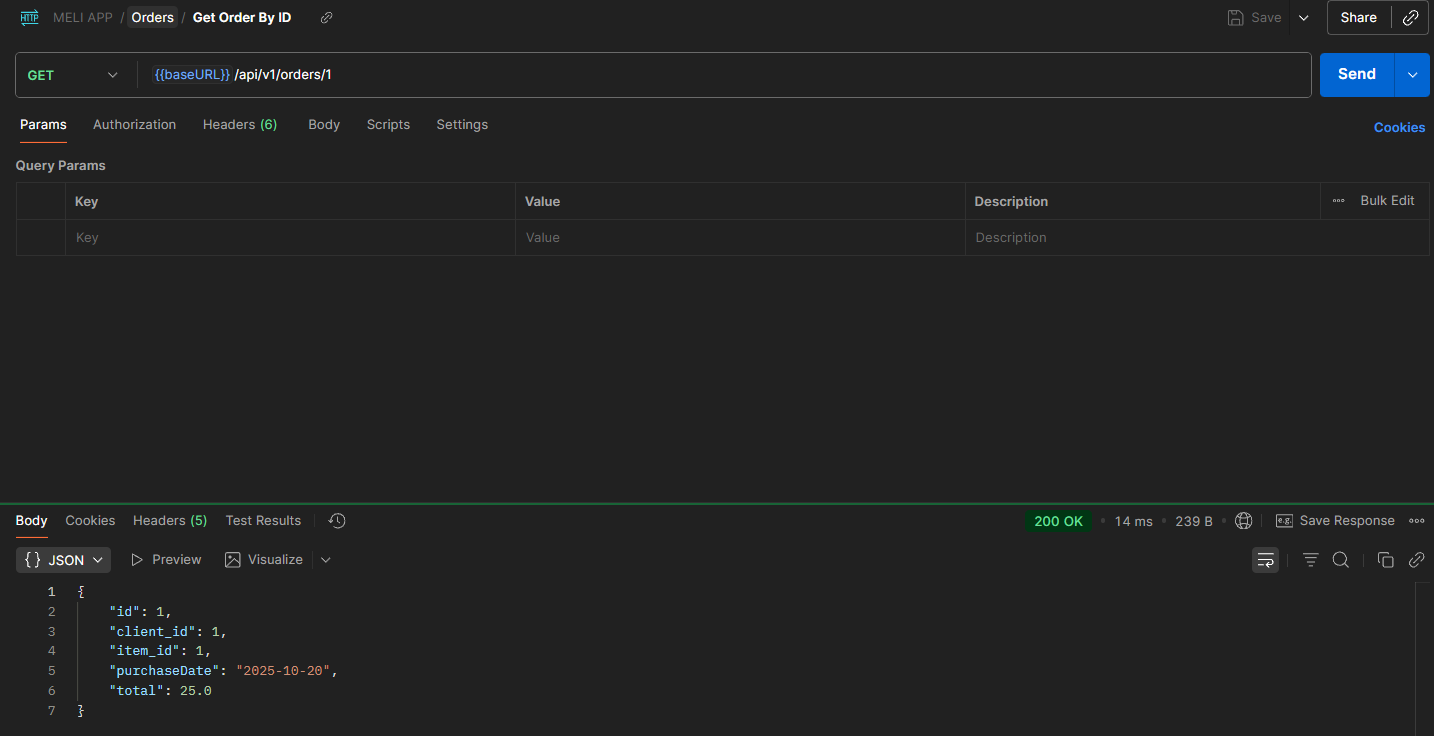 HTTP MELI APP / Orders / Get Order By ID Save Share
GET {{baseURL}} /api/v1/orders/1 Send
Params Authorization Headers (6) Body Scripts Settings Cookies
Query Params
Key Value Description Bulk Edit
Key Value Description
Body Cookies Headers (5) Test Results 200 OK 14 ms 239 B e.g. Save Response
{} JSON Preview Visualize
1 {
2 "id": 1,
3 "client_id": 1,
4 "item_id": 1,
5 "purchaseDate": "2025-10-20",
6 "total": 25.0
7 }